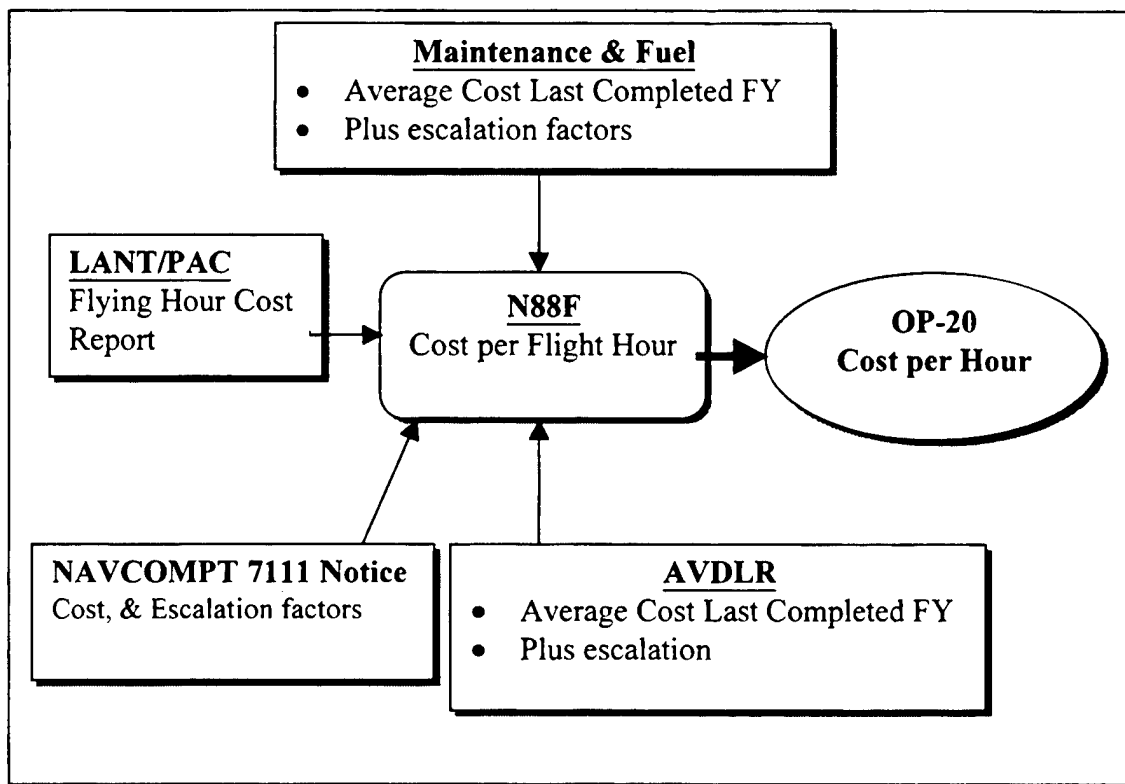 Maintenance & Fuel
• Average Cost Last Completed FY
• Plus escalation factors
LANT/PAC
Flying Hour Cost
Report
N88F
Cost per Flight Hour
OP-20
Cost per Hour
NAVCOMPT 7111 Notice
Cost, & Escalation factors
AVDLR
• Average Cost Last Completed FY
• Plus escalation